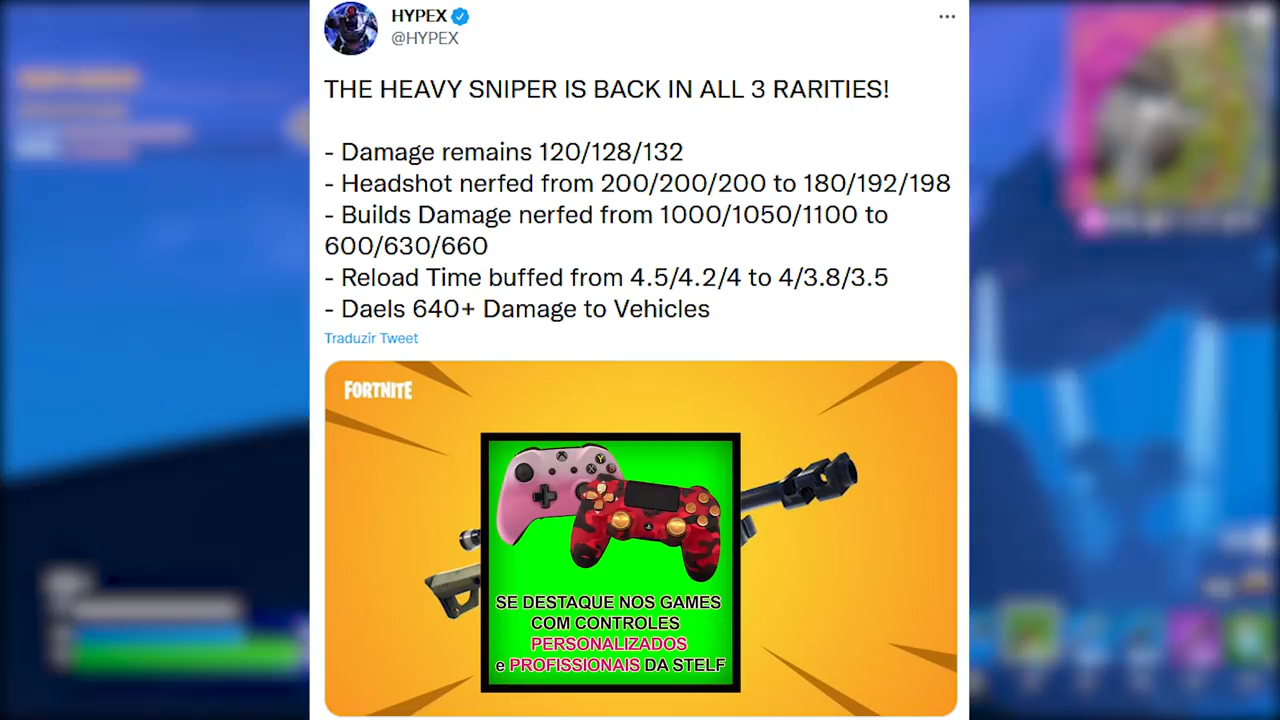 HYPEX
@HYPEX
THE HEAVY SNIPER IS BACK IN ALL 3 RARITIES!
- Damage remains 120/128/132
- Headshot nerfed from 200/200/200 to 180/192/198
- Builds Damage nerfed from 1000/1050/1100 to
600/630/660
- Reload Time buffed from 4.5/4.2/4 to 4/3.8/3.5
- Daels 640+ Damage to Vehicles
Traduzir Tweet
FORTNITE
SE DESTAQUE NOS GAMES
COM CONTROLES
PERSONALIZADOS
e PROFISSIONAIS DA STELF